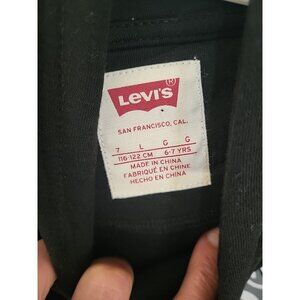 Levi's®
SAN FRANCISCO, CAL.
7 L G G
116-122 CM 6-7 YRS
MADE IN CHINA
FABRIQUÉ EN CHINE
HECHO EN CHINA